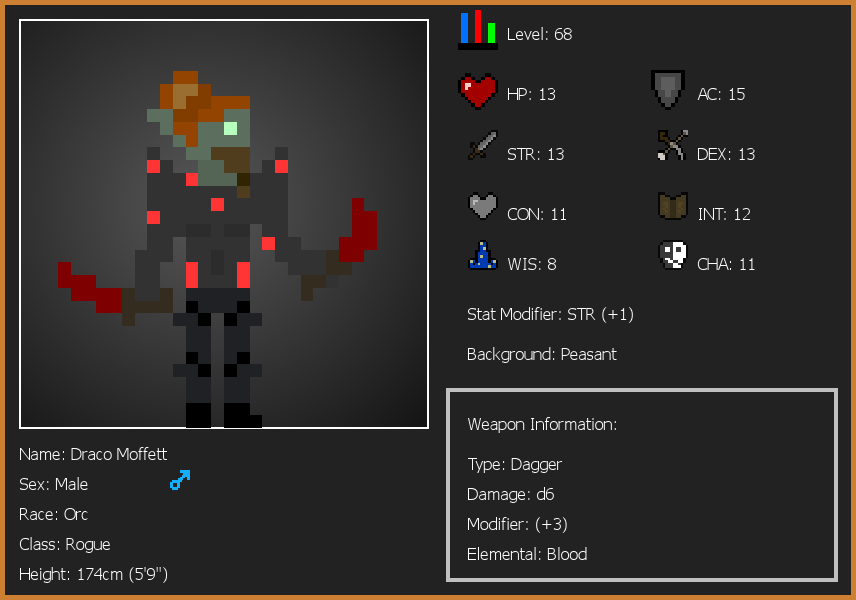 Level: 68
HP: 13
AC: 15
STR: 13
DEX: 13
CON: 11
INT: 12
WIS: 8
CHA: 11
Stat Modifier: STR (+1)
Background: Peasant
Weapon Information:
Type: Dagger
Damage: d6
Modifier: (+3)
Elemental: Blood
Name: Draco Moffett
Sex: Male
Race: Orc
Class: Rogue
Height: 174cm (5'9")